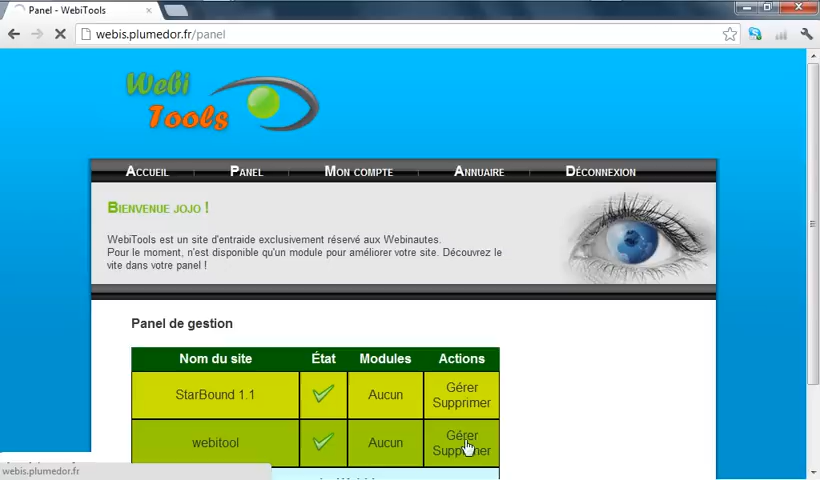 Panel - WebiTools
webis.plumedor.fr/panel
Webi
Tools
Accueil Panel Mon compte Annuaire Déconnexion
Bienvenue jojo !
WebiTools est un site d'entraide exclusivement réservé aux Webinautes.
Pour le moment, n'est disponible qu'un module pour améliorer votre site. Découvrez le
vite dans votre panel !
Panel de gestion
Nom du site État Modules Actions
StarBound 1.1 Aucun Gérer
Supprimer
webitool Aucun Gérer
Supprimer
webis.plumedor.fr